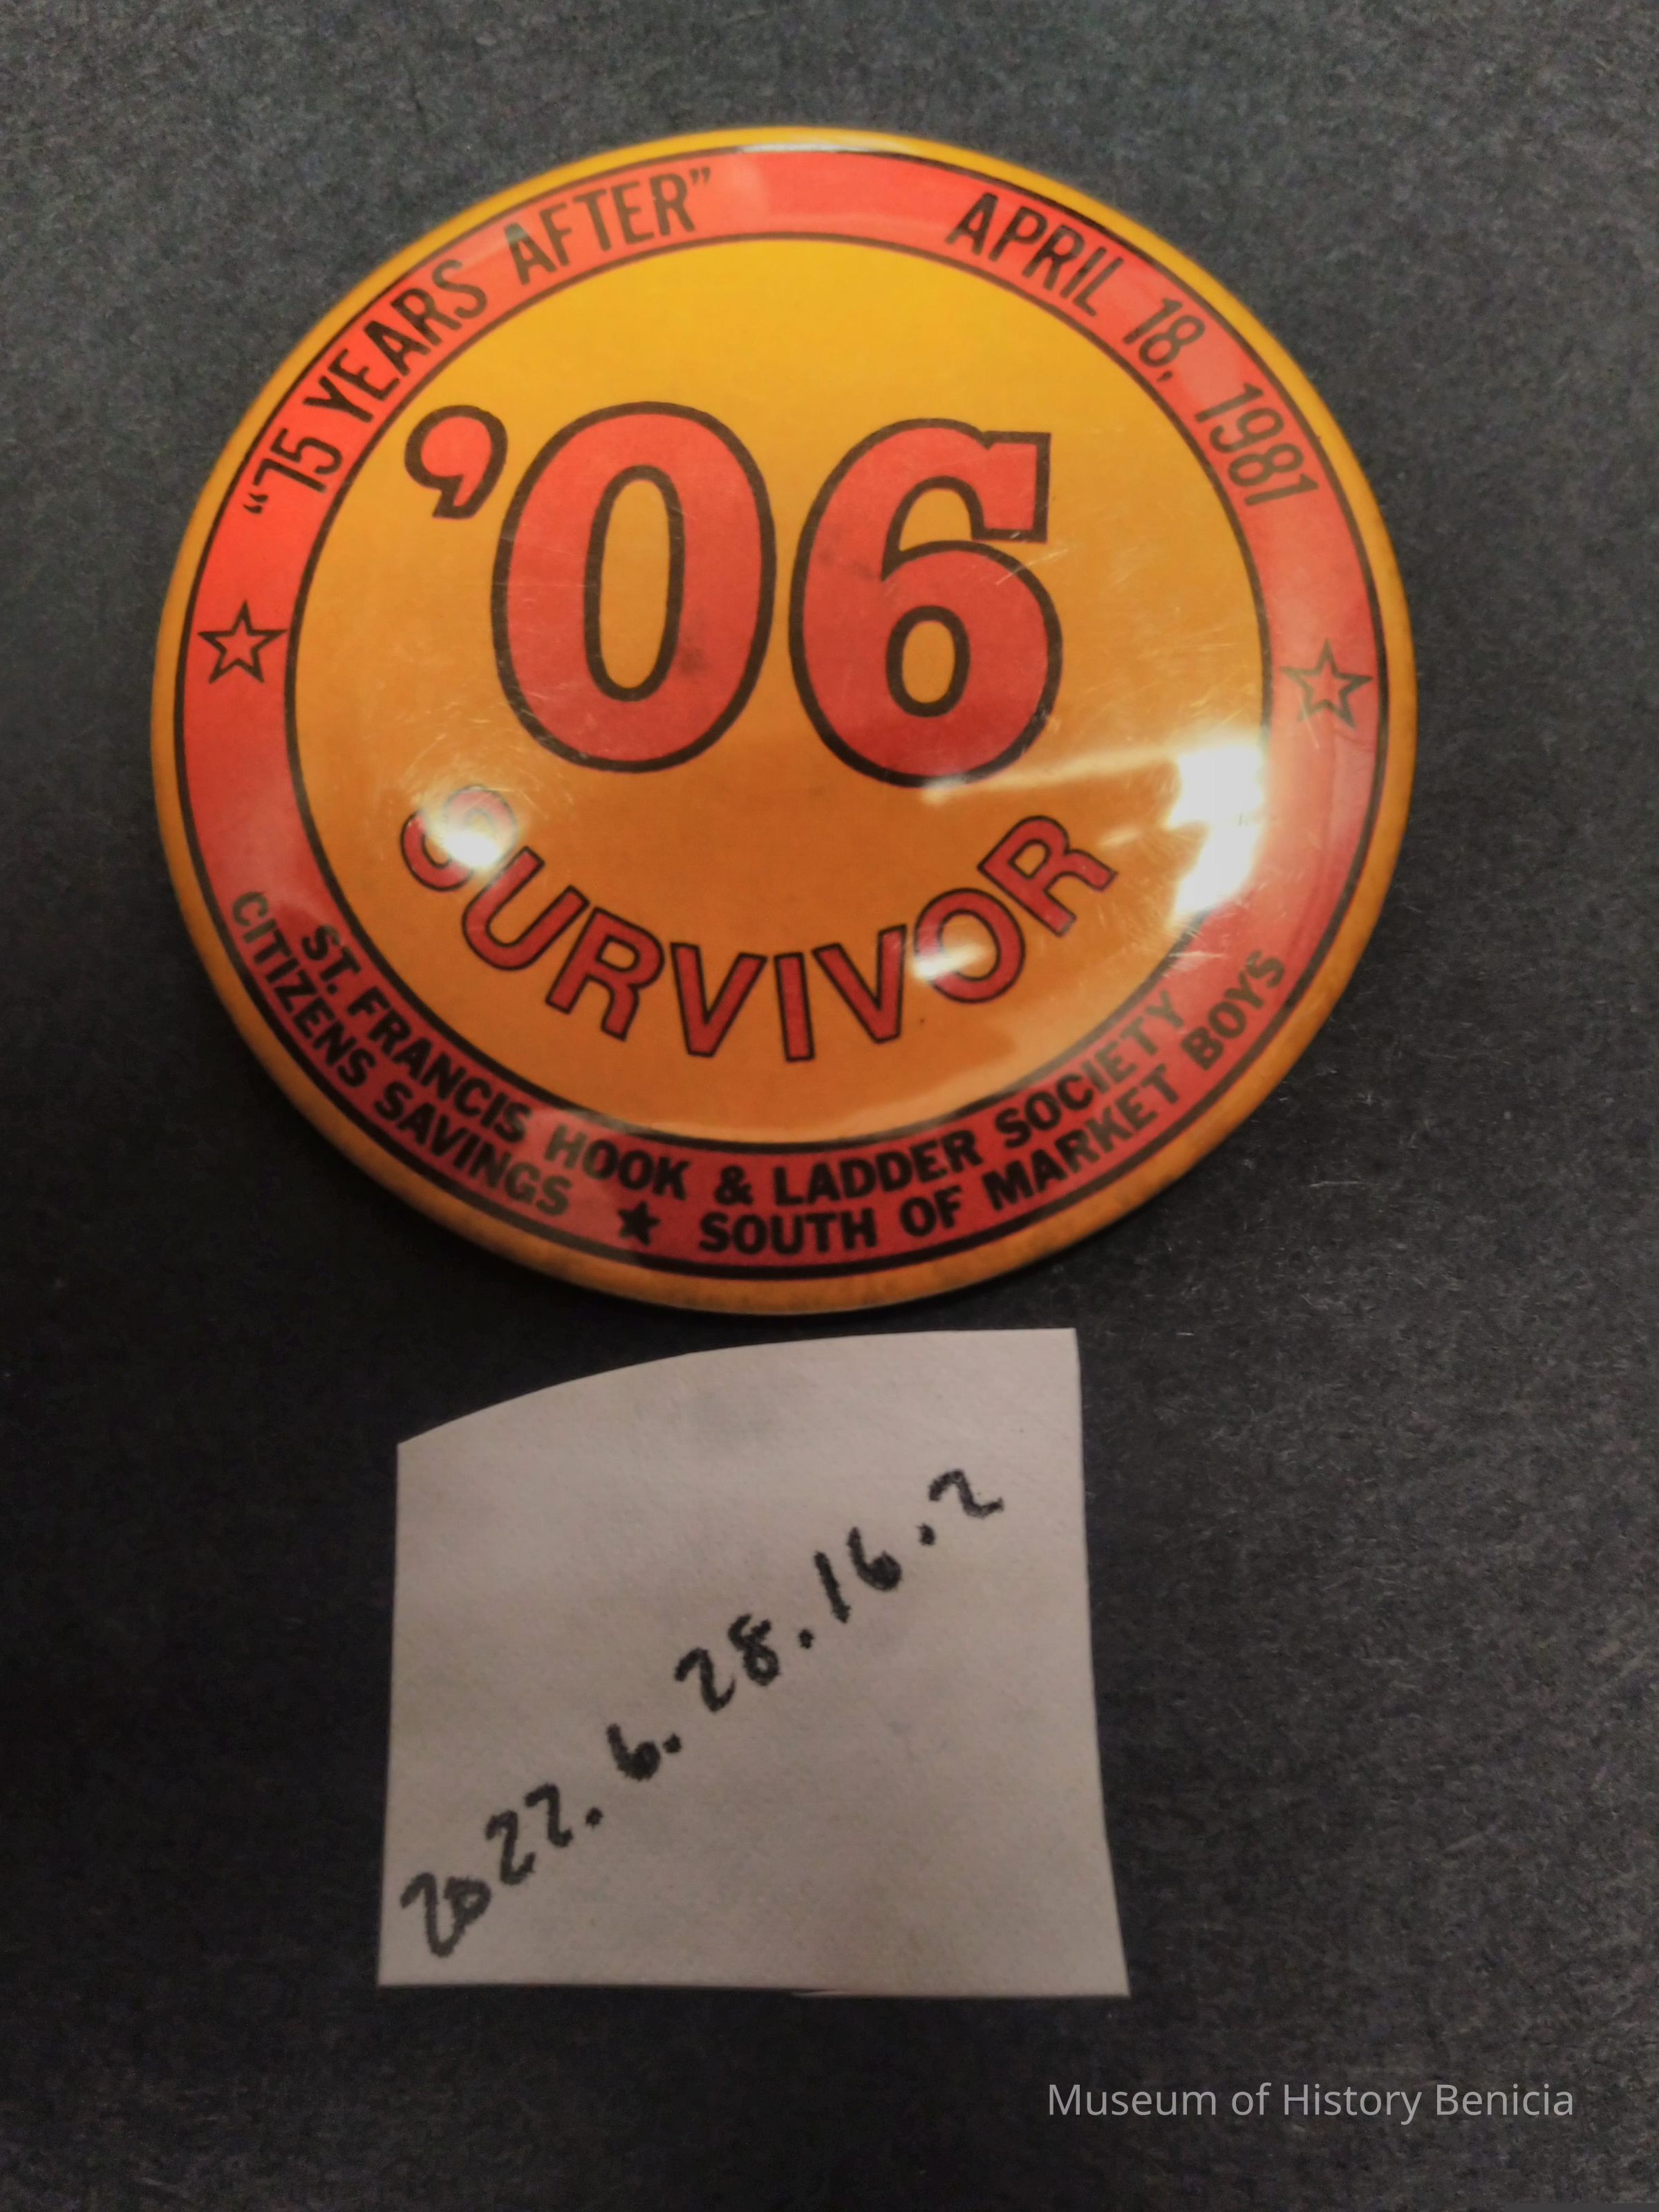 “75 YEARS AFTER” APRIL 18, 1981
’06
SURVIVOR
ST. FRANCIS HOOK & LADDER SOCIETY
CITIZENS SAVINGS ★ SOUTH OF MARKET BOYS
2022.6.28.16.2
Museum of History Benicia